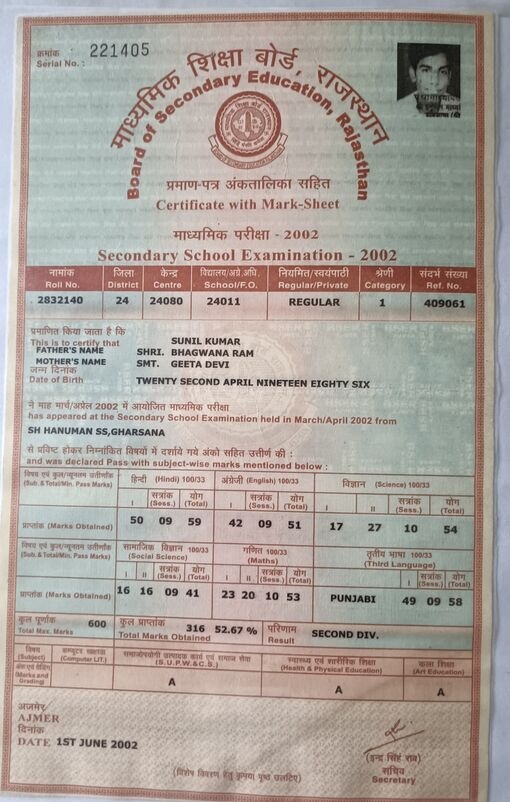 क्रमांक
Serial No. : 221405
माध्यमिक शिक्षा बोर्ड, राजस्थान
Board of Secondary Education, Rajasthan
प्रमाण-पत्र अंकतालिका सहित
Certificate with Mark-Sheet
माध्यमिक परीक्षा - 2002
Secondary School Examination - 2002
नामांक जिला केन्द्र विद्यालय/अग्रे.अधि. नियमित/स्वयंपाठी श्रेणी संदर्भ संख्या
Roll No. District Centre School/F.O. Regular/Private Category Ref. No.
2832140 24 24080 24011 REGULAR 1 409061
प्रमाणित किया जाता है कि
This is to certify that SUNIL KUMAR
FATHER'S NAME SHRI. BHAGWANA RAM
MOTHER'S NAME SMT. GEETA DEVI
जन्म दिनांक
Date of Birth TWENTY SECOND APRIL NINETEEN EIGHTY SIX
ने माह मार्च/अप्रेल 2002 में आयोजित माध्यमिक परीक्षा
has appeared at the Secondary School Examination held in March/April 2002 from
SH HANUMAN SS,GHARSANA
से प्रविष्ट होकर निम्नांकित विषयों में दर्शाये गये अंको सहित उत्तीर्ण की :
and was declared Pass with subject-wise marks mentioned below :
विषय एवं कुल/न्यूनतम उत्तीर्णांक हिन्दी (Hindi) 100/33 अंग्रेजी (English) 100/33 विज्ञान (Science) 100/33
(Sub. & Total/Min. Pass Marks)
I सत्रांक (Sess.) योग (Total) I सत्रांक (Sess.) योग (Total) I II सत्रांक (Sess.) योग (Total)
प्राप्तांक (Marks Obtained) 50 09 59 42 09 51 17 27 10 54
विषय एवं कुल/न्यूनतम उत्तीर्णांक सामाजिक विज्ञान 100/33 गणित 100/33 तृतीय भाषा 100/33
(Sub. & Total/Min. Pass Marks) (Social Science) (Maths) (Third Language)
I II सत्रांक (Sess.) योग (Total) I II सत्रांक (Sess.) योग (Total) I सत्रांक (Sess.) योग (Total)
प्राप्तांक (Marks Obtained) 16 16 09 41 23 20 10 53 PUNJABI 49 09 58
कुल पूर्णांक 600 कुल प्राप्तांक 316 52.67 % परिणाम SECOND DIV.
Total Max. Marks Total Marks Obtained Result
विषय समाजोपयोगी उत्पादक कार्य एवं समाज सेवा स्वास्थ्य एवं शारीरिक शिक्षा कला शिक्षा
(Subject) (Computer LIT.) (S.U.P.W.&C.S.) (Health & Physical Education) (Art Education)
(Marks and Grading) A A A
अजमेर
AJMER
दिनांक
DATE 1ST JUNE 2002
सचिव
Secretary
(विशेष विवरण हेतु कृपया पृष्ठ उलटिए)